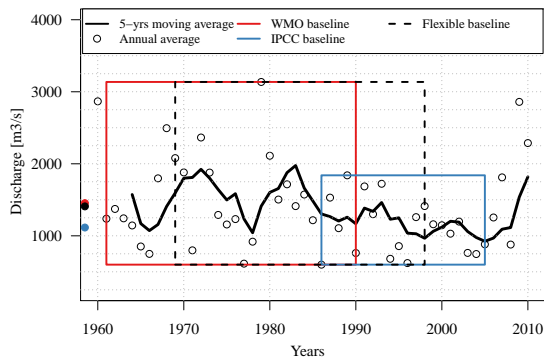 5−yrs moving average WMO baseline Flexible baseline
Annual average IPCC baseline
4000
3000
2000
1000
Discharge [m3/s]
1960 1970 1980 1990 2000 2010
Years